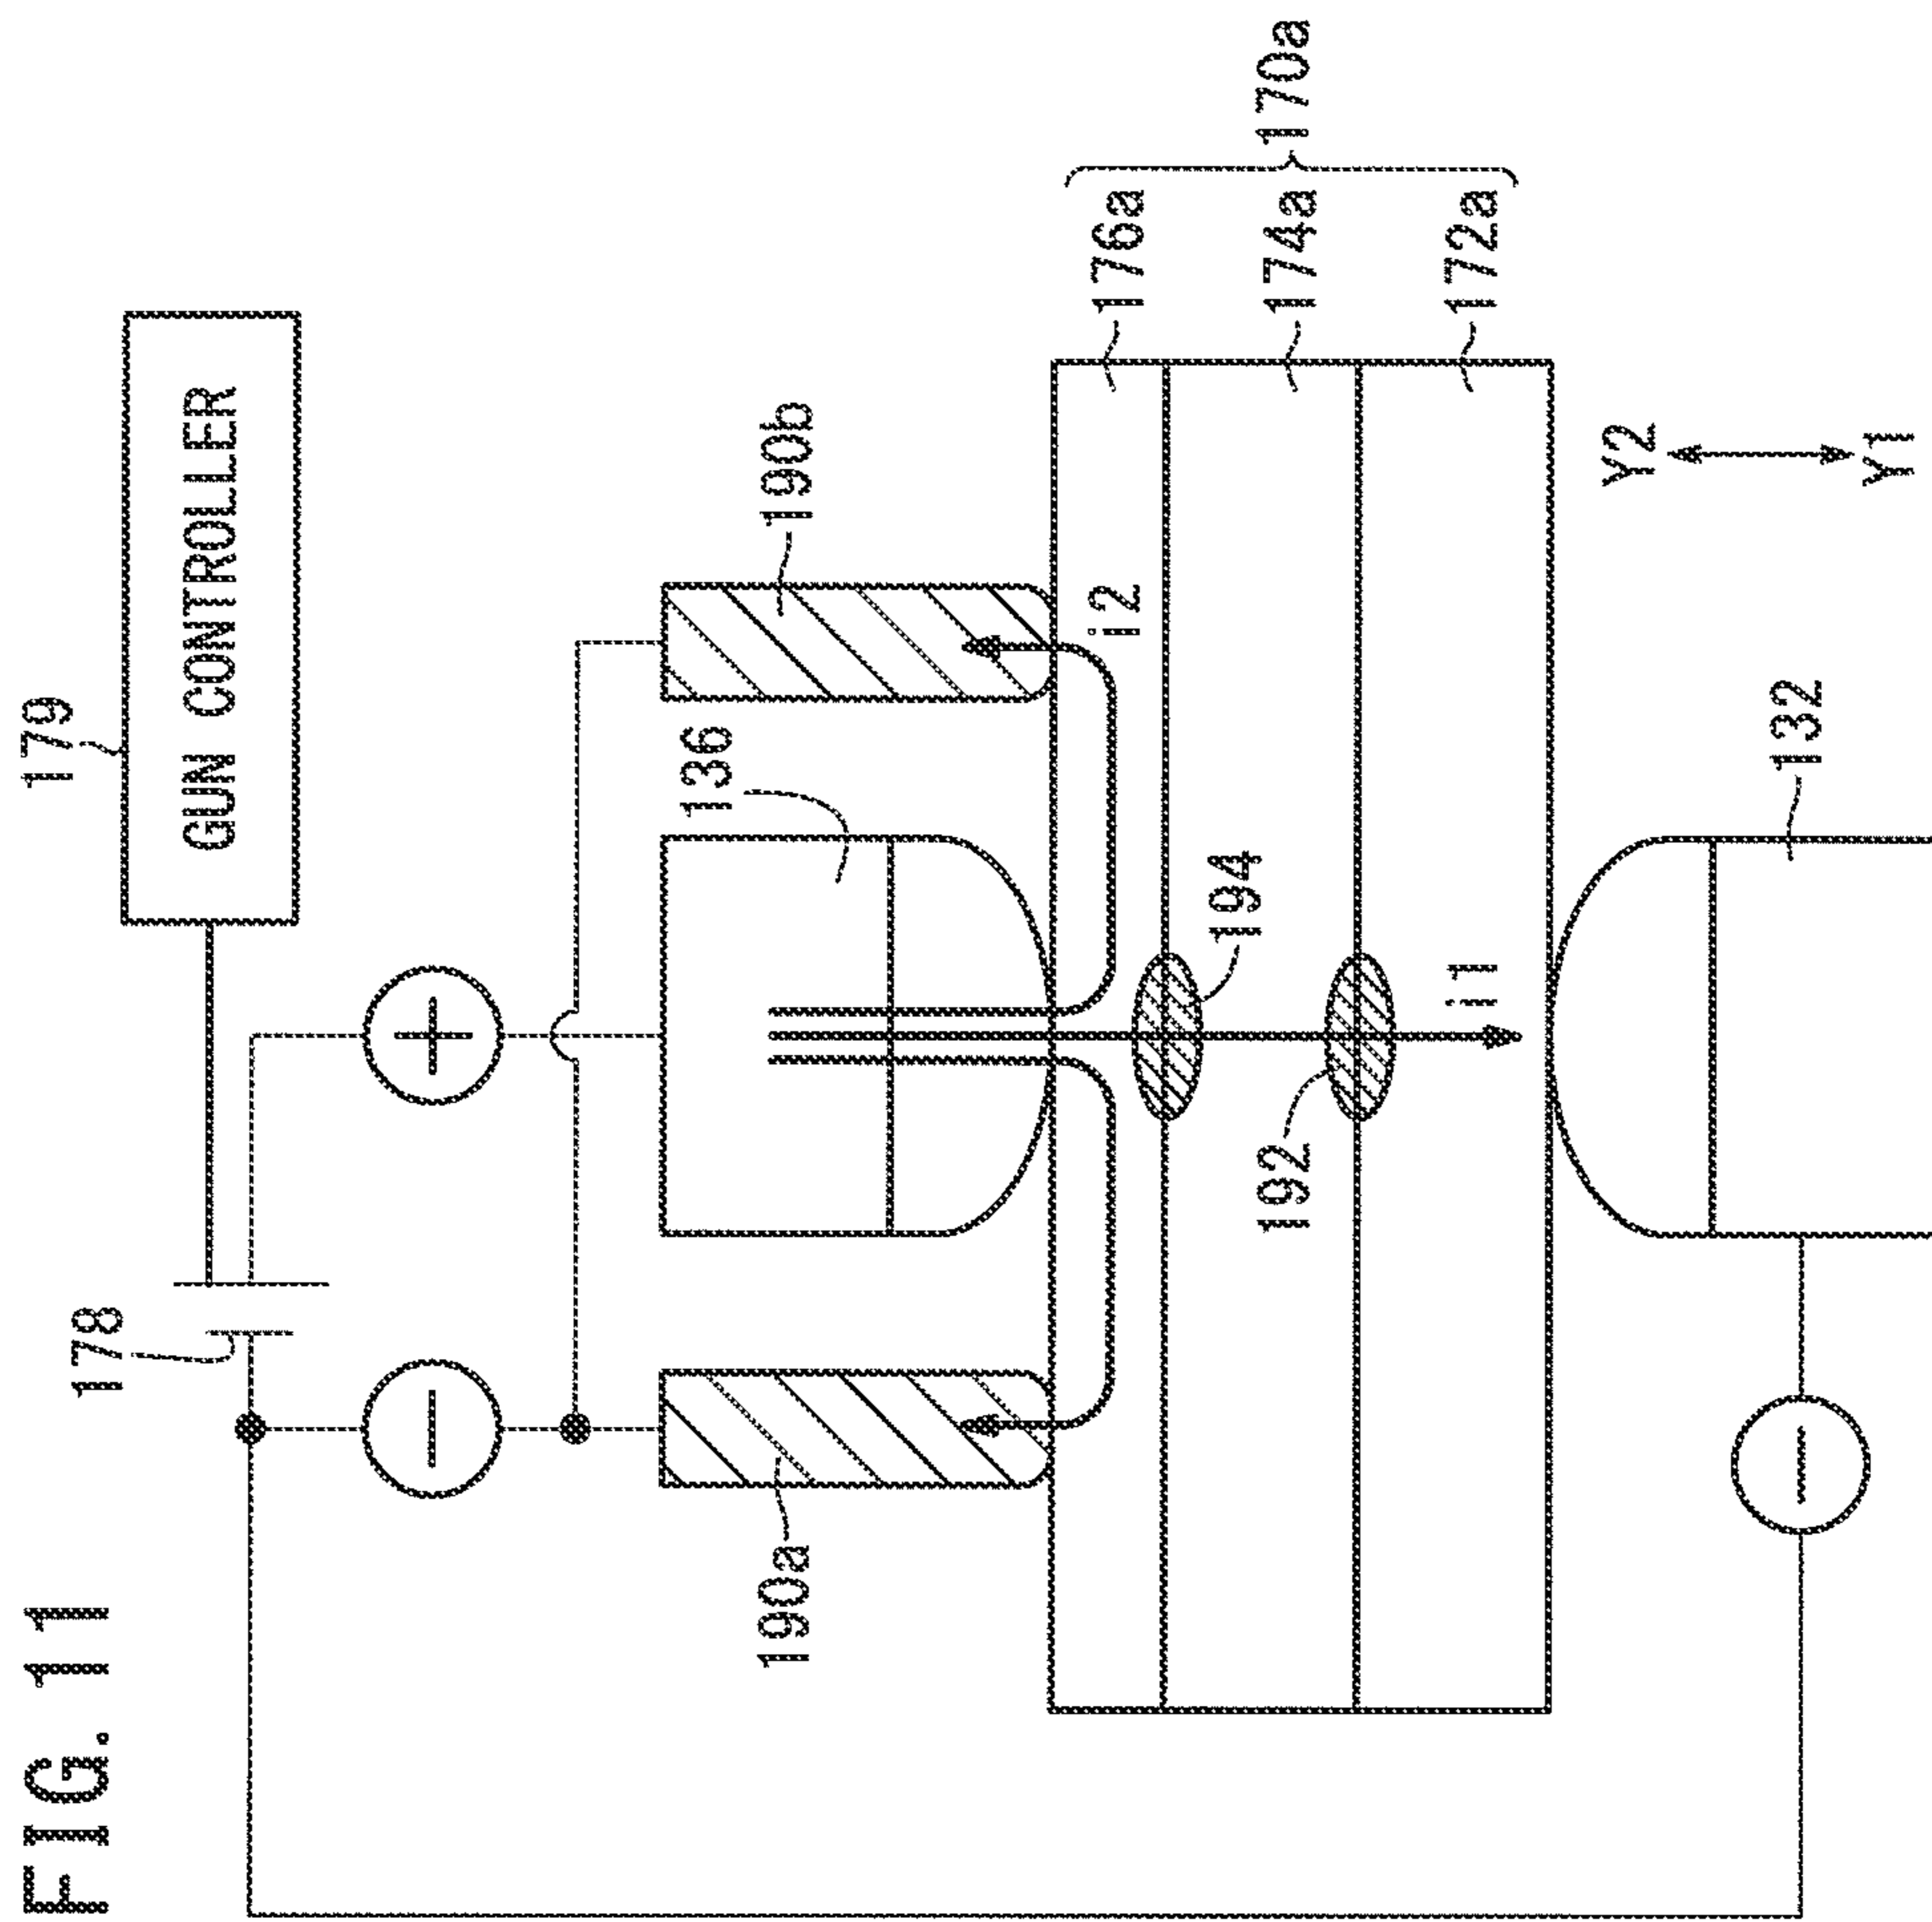 FIG. 11
179
GUN CONTROLLER
178
190a
136
190b
i2
176a
174a
172a
170a
194
192
i1
Y2
Y1
132